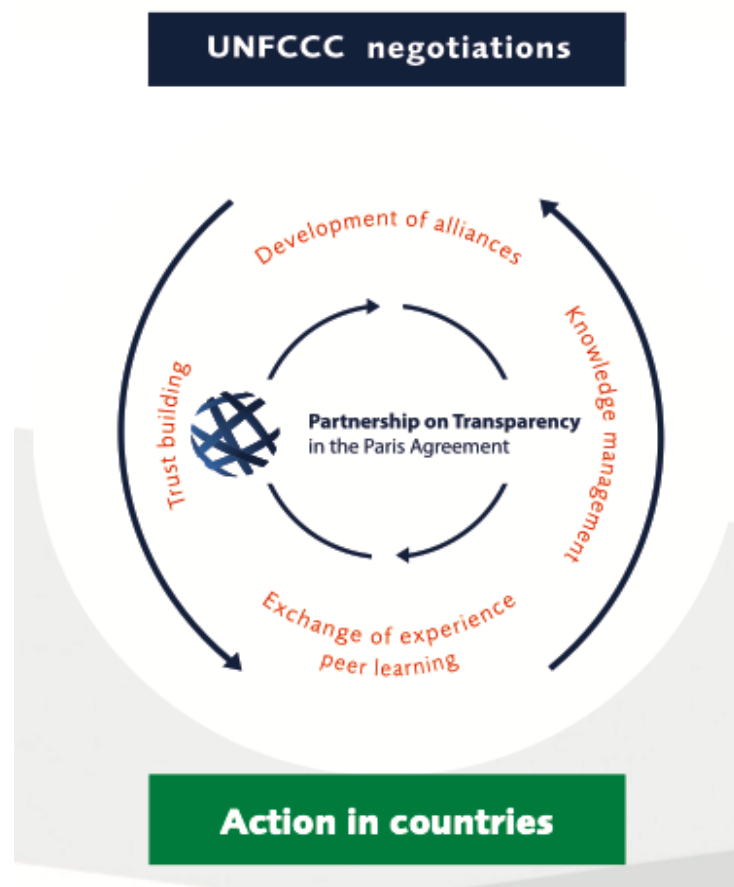 UNFCCC negotiations
Development of alliances
Knowledge management
Trust building
Partnership on Transparency
in the Paris Agreement
Exchange of experience
peer learning
Action in countries